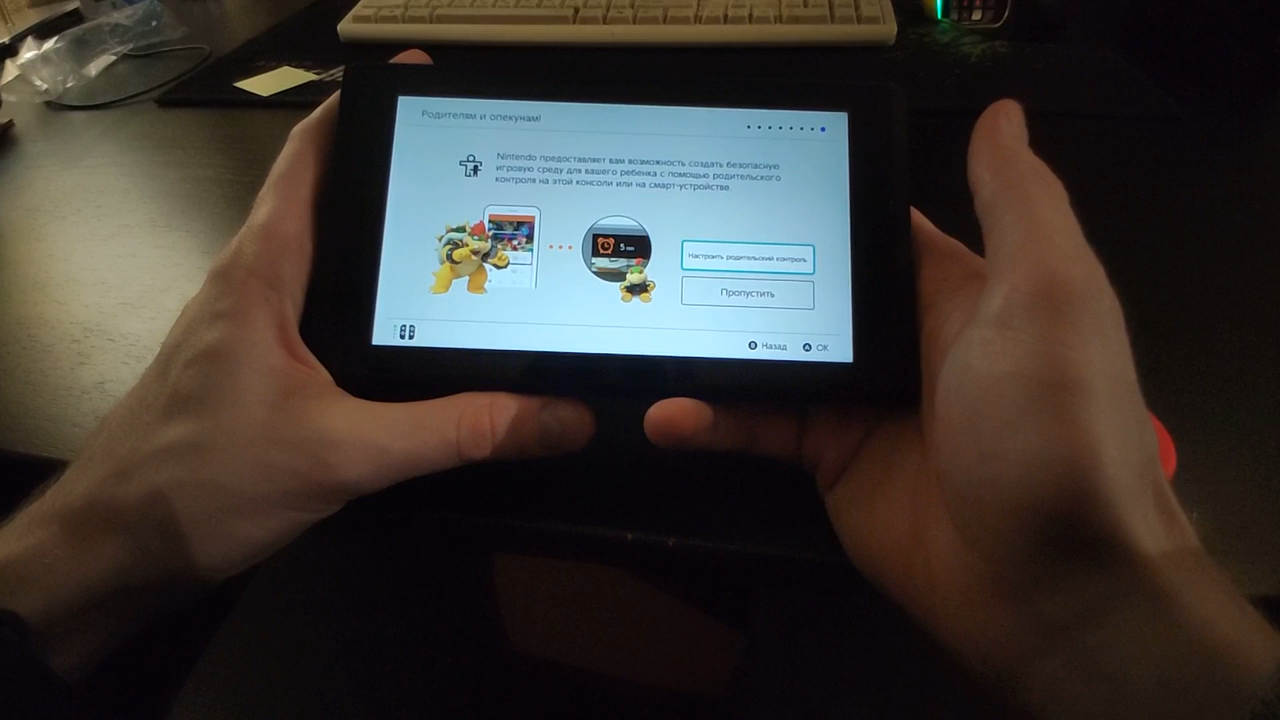 Родителям и опекунам!
Nintendo предоставляет вам возможность создать безопасную
игровую среду для вашего ребенка с помощью родительского
контроля на этой консоли или на смарт-устройстве.
5
Настроить родительский контроль
Пропустить
B Назад A OK